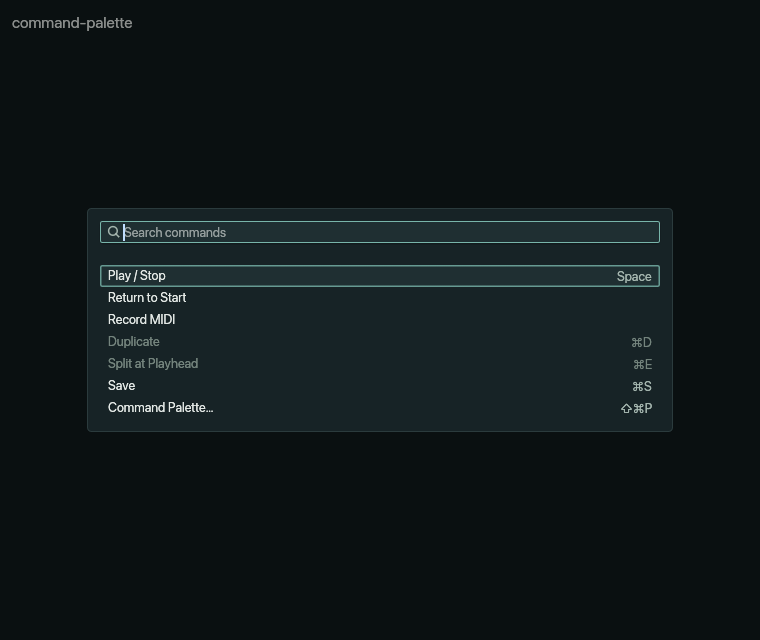 command-palette
Search commands
Play / Stop Space
Return to Start
Record MIDI
Duplicate ⌘D
Split at Playhead ⌘E
Save ⌘S
Command Palette... ⇧⌘P